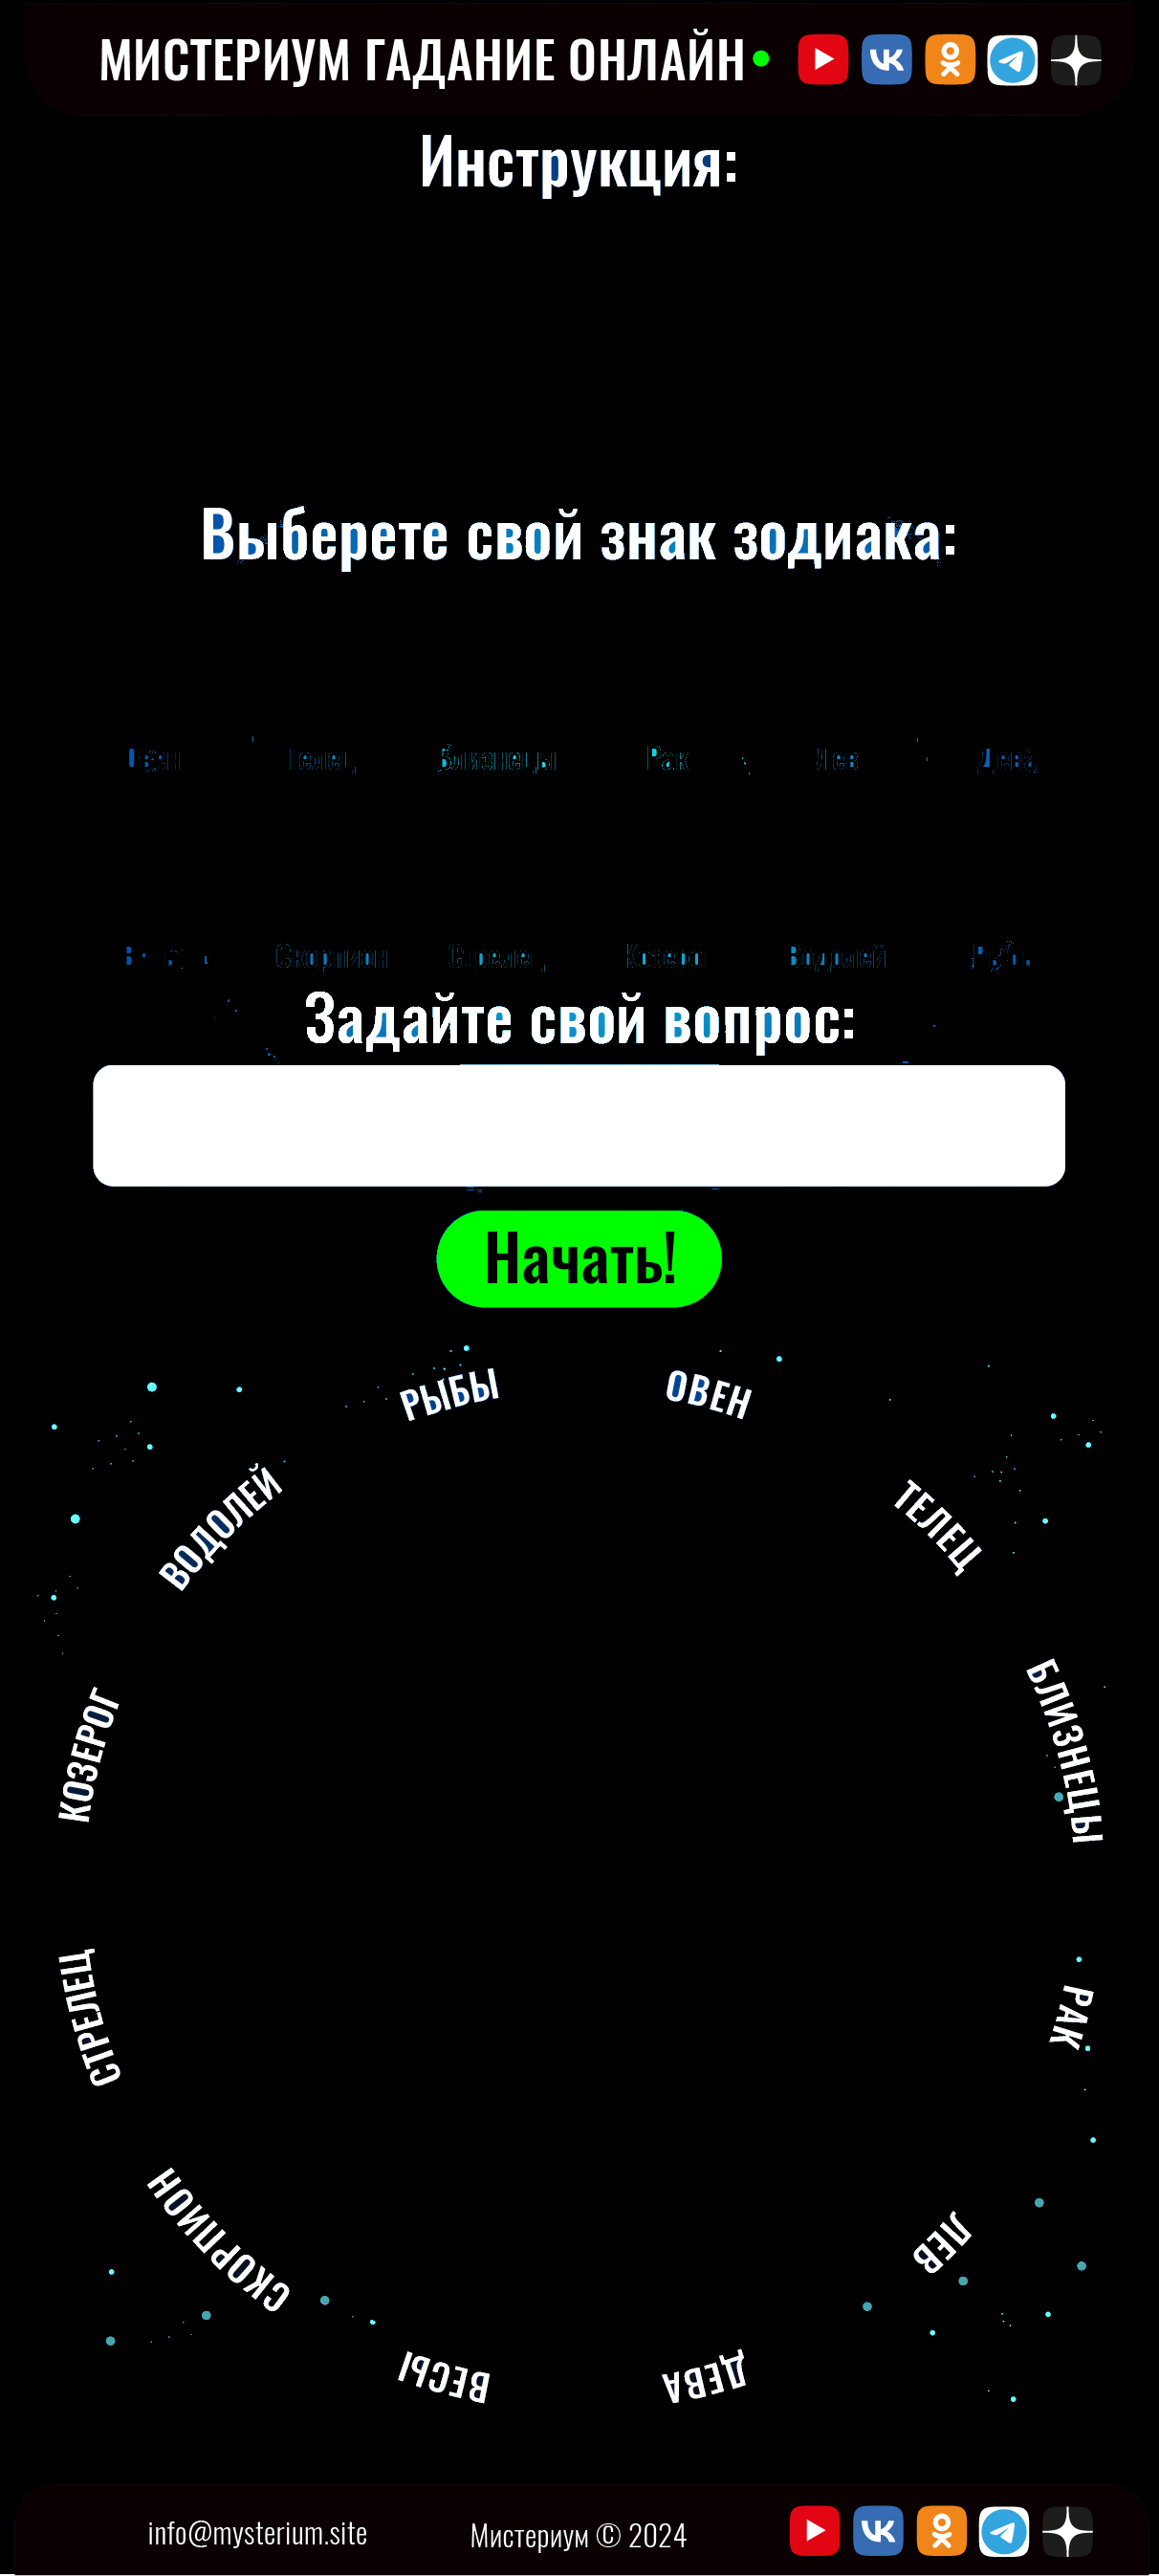 МИСТЕРИУМ ГАДАНИЕ ОНЛАЙН
Инструкция:
Выберете свой знак зодиака:
Овен Телец Близнецы Рак Лев Дева
Скорпион Стрелец Козерог Водолей
Задайте свой вопрос:
Начать!
РЫБЫ
ОВЕН
ВОДОЛЕЙ
ТЕЛЕЦ
КОЗЕРОГ
БЛИЗНЕЦЫ
СТРЕЛЕЦ
РАК
СКОРПИОН
ЛЕВ
ВЕСЫ
ДЕВА
info@mysterium.site Мистериум © 2024